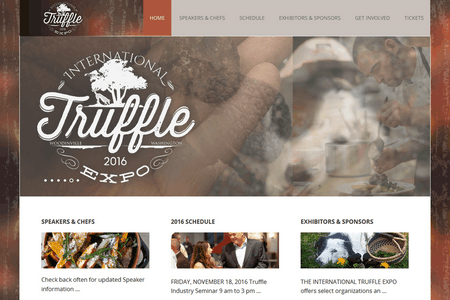 Truffle
EXPO
HOME
SPEAKERS & CHEFS
SCHEDULE
EXHIBITORS & SPONSORS
GET INVOLVED
TICKETS
INTERNATIONAL
Truffle
WOODINVILLE WASHINGTON
2016
EXPO
SPEAKERS & CHEFS
2016 SCHEDULE
EXHIBITORS & SPONSORS
Check back often for updated Speaker
information ...
FRIDAY, NOVEMBER 18, 2016 Truffle
Industry Seminar 9 am to 3 pm ...
THE INTERNATIONAL TRUFFLE EXPO
offers select organizations an ...